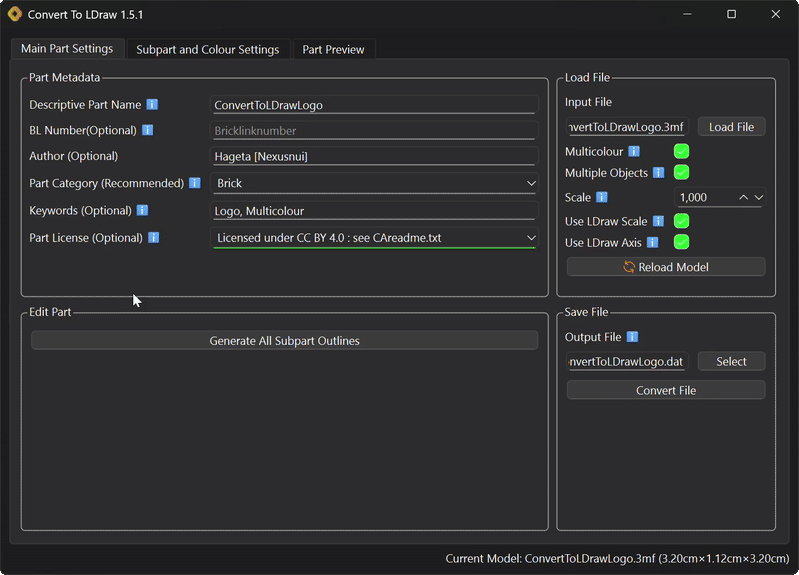 Convert To LDraw 1.5.1
Main Part Settings
Subpart and Colour Settings
Part Preview
Part Metadata
Descriptive Part Name
ConvertToLDrawLogo
BL Number(Optional)
Bricklinknumber
Author (Optional)
Hageta [Nexusnui]
Part Category (Recommended)
Brick
Keywords (Optional)
Logo, Multicolour
Part License (Optional)
Licensed under CC BY 4.0 : see CAreadme.txt
Edit Part
Generate All Subpart Outlines
Load File
Input File
nvertToLDrawLogo.3mf
Load File
Multicolour
Multiple Objects
Scale
1,000
Use LDraw Scale
Use LDraw Axis
Reload Model
Save File
Output File
nvertToLDrawLogo.dat
Select
Convert File
Current Model: ConvertToLDrawLogo.3mf (3.20cm×1.12cm×3.20cm)